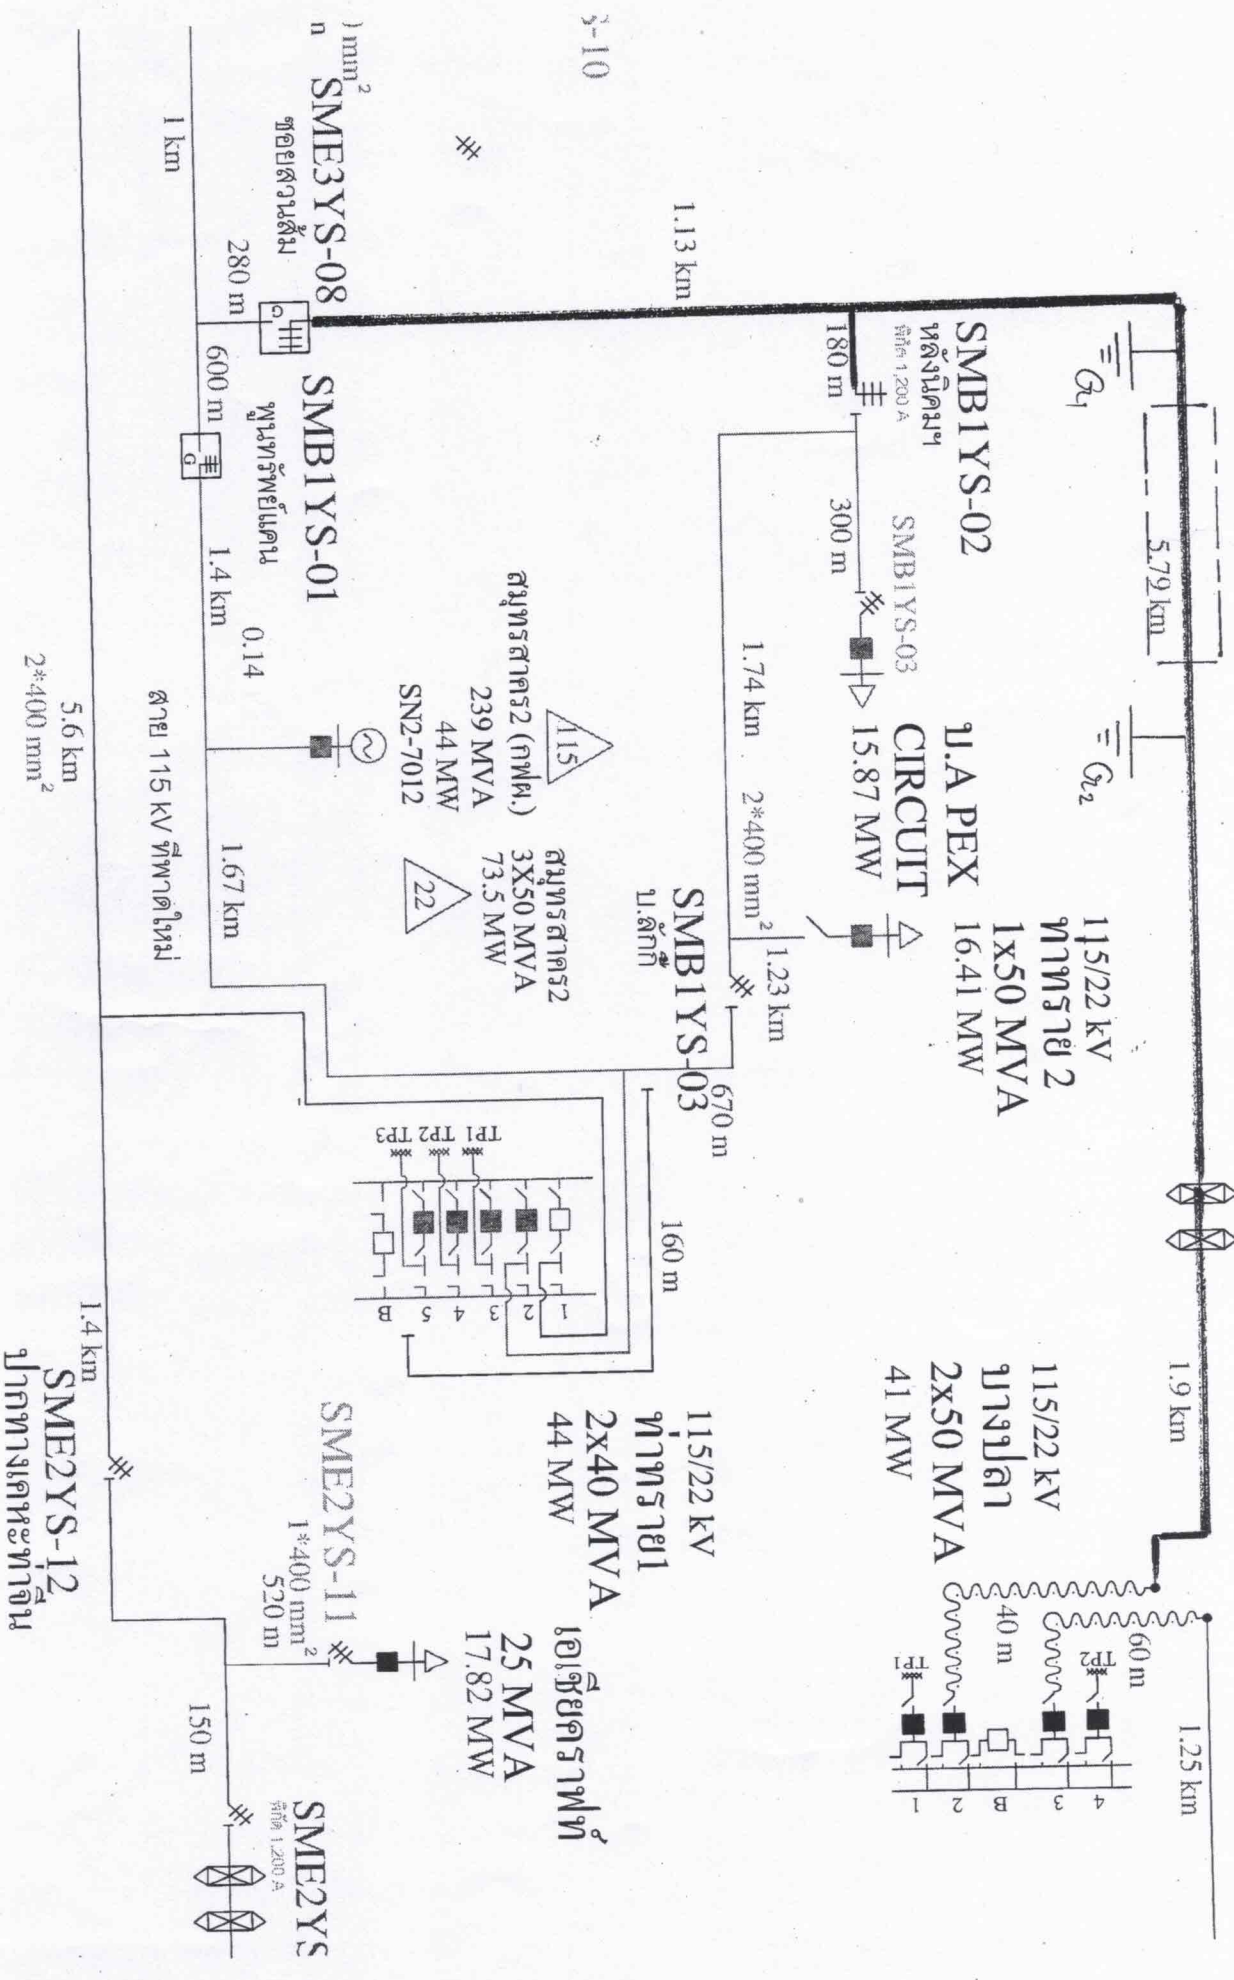 S-10
) mm²
n
SME3YS-08
ซอยสวนส้ม
1 km
280 m
600 m
SMB1YS-01
พูนทรัพย์แคน
G
G
1.13 km
180 m
SMB1YS-02
หลังนิคมฯ
พิกัด 1,200 A
Gr1
5.79 km
Gr2
300 m
SMB1YS-03
บ.A PEX
CIRCUIT
15.87 MW
1.74 km
2*400 mm²
1.23 km
115/22 kV
ท่าทราย 2
1x50 MVA
16.41 MW
SMB1YS-03
บ.ลักกี้
670 m
160 m
1.4 km
0.14
115
สมุทรสาคร2 (กฟผ.)
239 MVA
44 MW
SN2-7012
22
สมุทรสาคร2
3X50 MVA
73.5 MW
1.67 km
สาย 115 kV ที่พาดใหม่
5.6 km
2*400 mm²
TP1 TP2 TP3
1 2 3 4 5 B
115/22 kV
ท่าทราย1
2x40 MVA
44 MW
1.9 km
115/22 kV
บางปลา
2x50 MVA
41 MW
40 m
60 m
TP1
TP2
1 2 B 3 4
1.25 km
1.4 km
SME2YS-12
ปากทางเคหะท่าจีน
SME2YS-11
1*400 mm²
520 m
เอเซียคราฟท์
25 MVA
17.82 MW
150 m
SME2YS
พิกัด 1,200 A